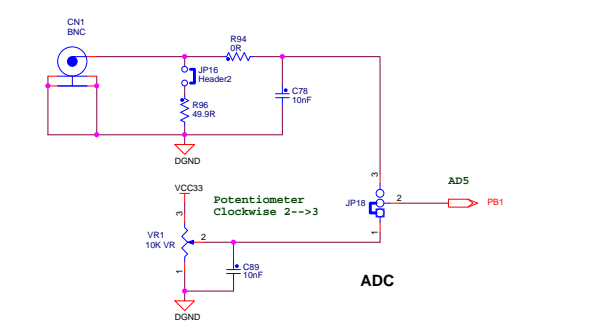 CN1
BNC
R94
0R
JP16
Header2
C78
10nF
R96
49.9R
DGND
3
AD5
VCC33
Potentiometer
Clockwise 2-->3
JP18
2
PB1
3
1
VR1
10K VR
2
1
C89
10nF
ADC
DGND